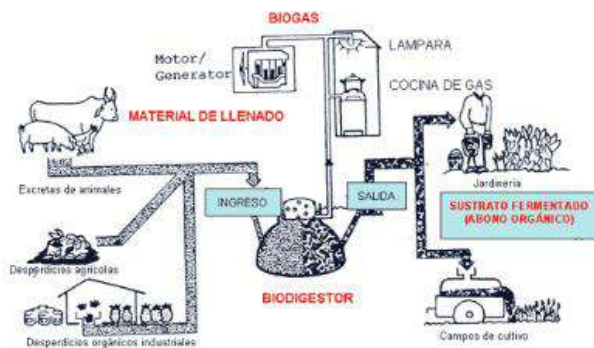 BIOGAS
Motor/
Generator
LAMPARA
COCINA DE GAS
MATERIAL DE LLENADO
Excretas de animales
INGRESO
SALIDA
Jardinería
SUSTRATO FERMENTADO
(ABONO ORGÁNICO)
Desperdicios agrícolas
BIODIGESTOR
Desperdicios orgánicos industriales
Campos de cultivo